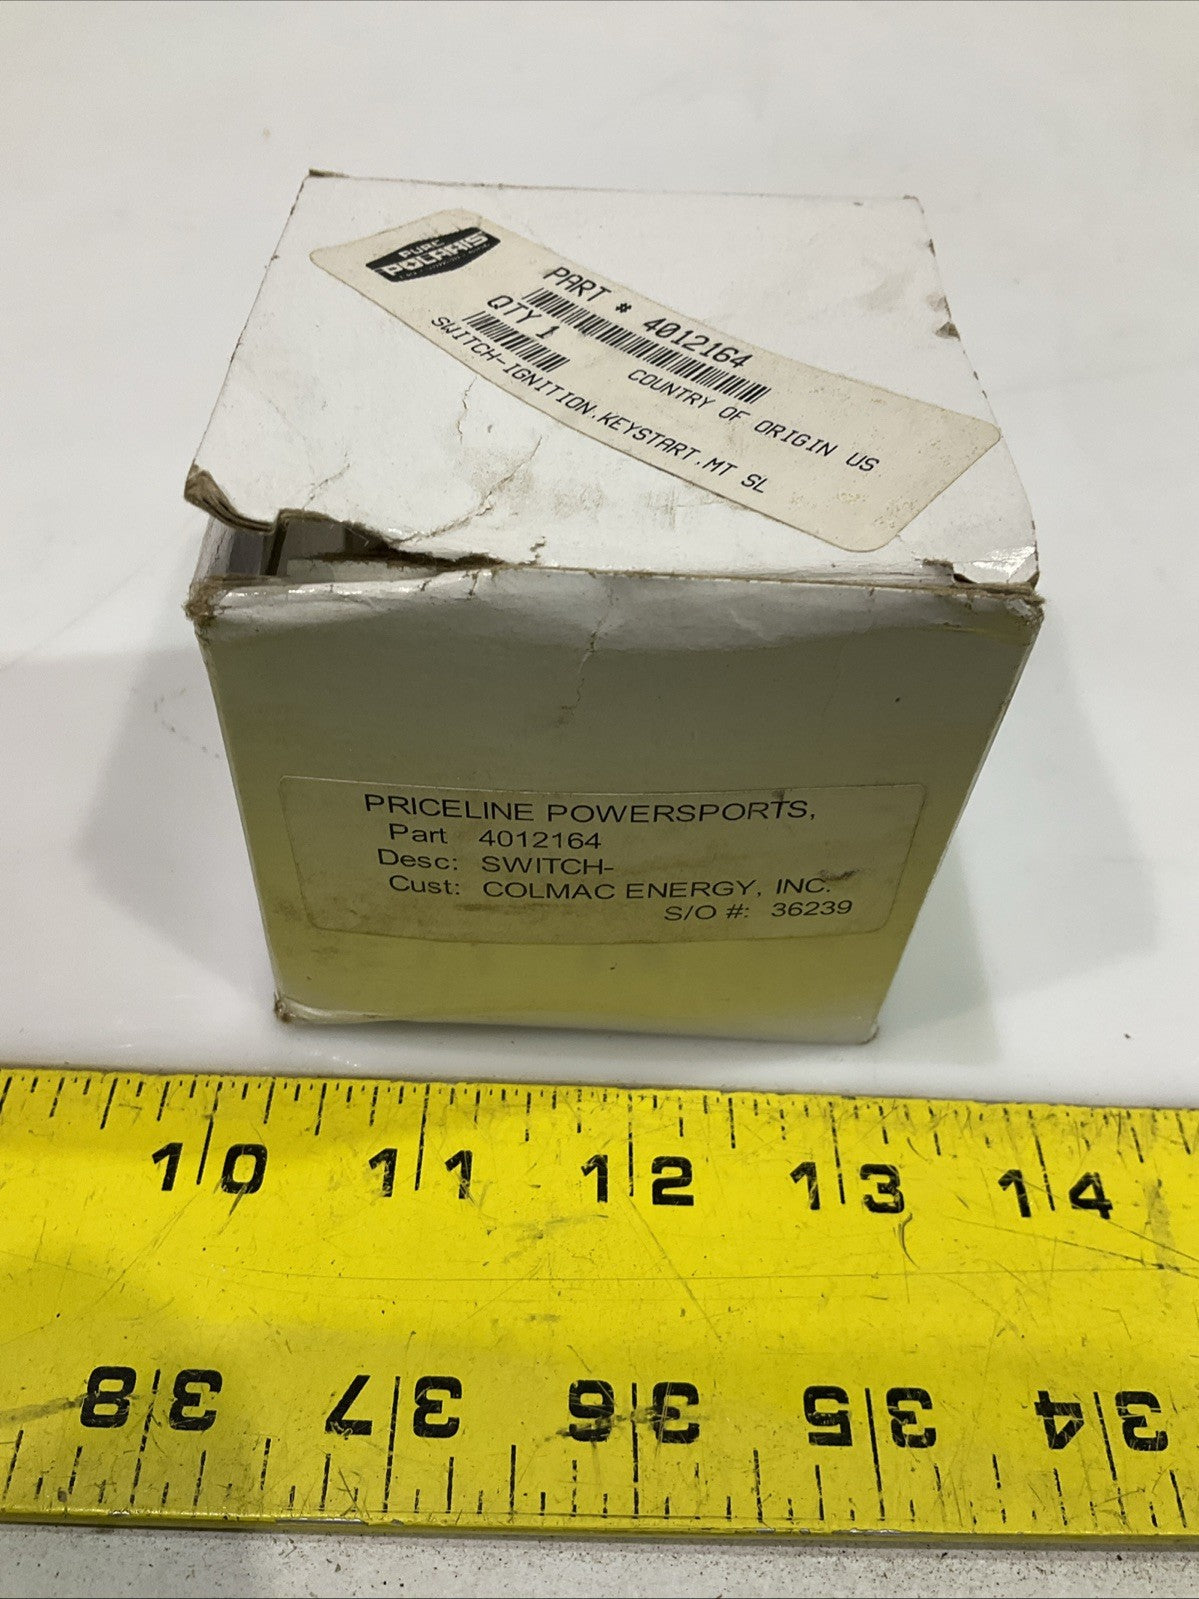 PURE
POLARIS
PART # 4012164
QTY 1
COUNTRY OF ORIGIN US
SWITCH-IGNITION.KEYSTART.MT SL
PRICELINE POWERSPORTS,
Part 4012164
Desc: SWITCH-
Cust: COLMAC ENERGY, INC.
S/O #: 36239
10 11 12 13 14
38 37 36 35 34